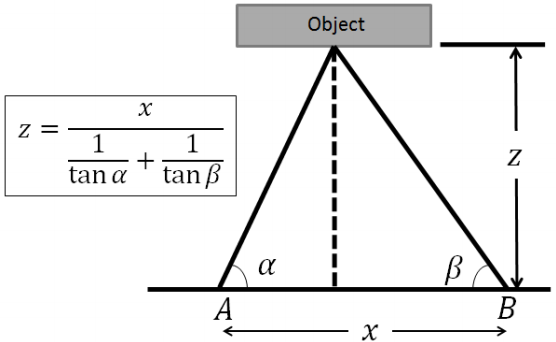 Object
z = x / (1/tan α + 1/tan β)
z
α
β
A
B
x